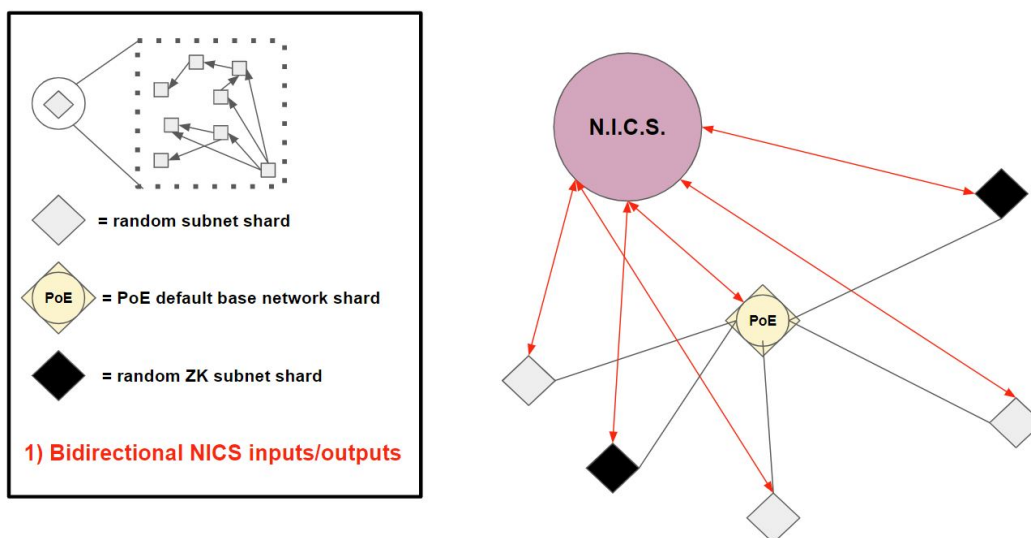 = random subnet shard
PoE
= PoE default base network shard
= random ZK subnet shard
1) Bidirectional NICS inputs/outputs
N.I.C.S.
PoE